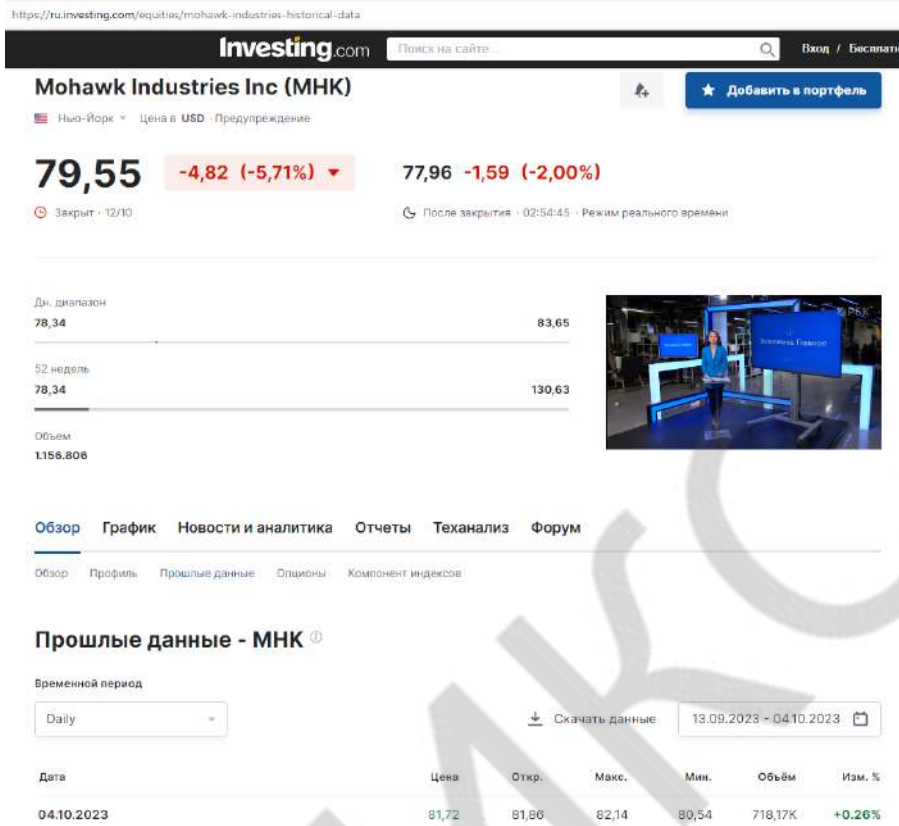 https://ru.investing.com/equities/mohawk-industries-historical-data
Investing.com Поиск на сайте... Вход / Бесплатн
Mohawk Industries Inc (MHK) Добавить в портфель
Нью-Йорк Цена в USD · Предупреждение
79,55 -4,82 (-5,71%) 77,96 -1,59 (-2,00%)
Закрыт · 12/10 После закрытия · 02:54:45 · Режим реального времени
Дн. диапазон
78,34 83,65
52 недель
78,34 130,63
Объем
1.156.806
РБК
Обзор График Новости и аналитика Отчеты Теханализ Форум
Обзор Профиль Прошлые данные Опционы Компонент индексов
Прошлые данные - MHK
Временной период
Daily Скачать данные 13.09.2023 - 04.10.2023
Дата Цена Откр. Макс. Мин. Объём Изм. %
04.10.2023 81,72 81,86 82,14 80,54 718,17K +0.26%